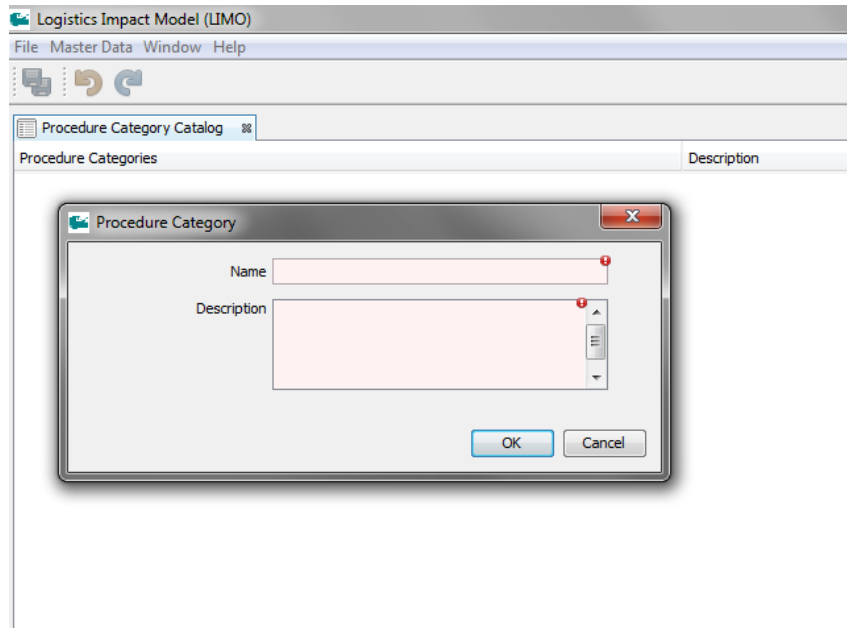 Logistics Impact Model (LIMO)
File Master Data Window Help
Procedure Category Catalog
Procedure Categories Description
Procedure Category
Name
Description
OK Cancel